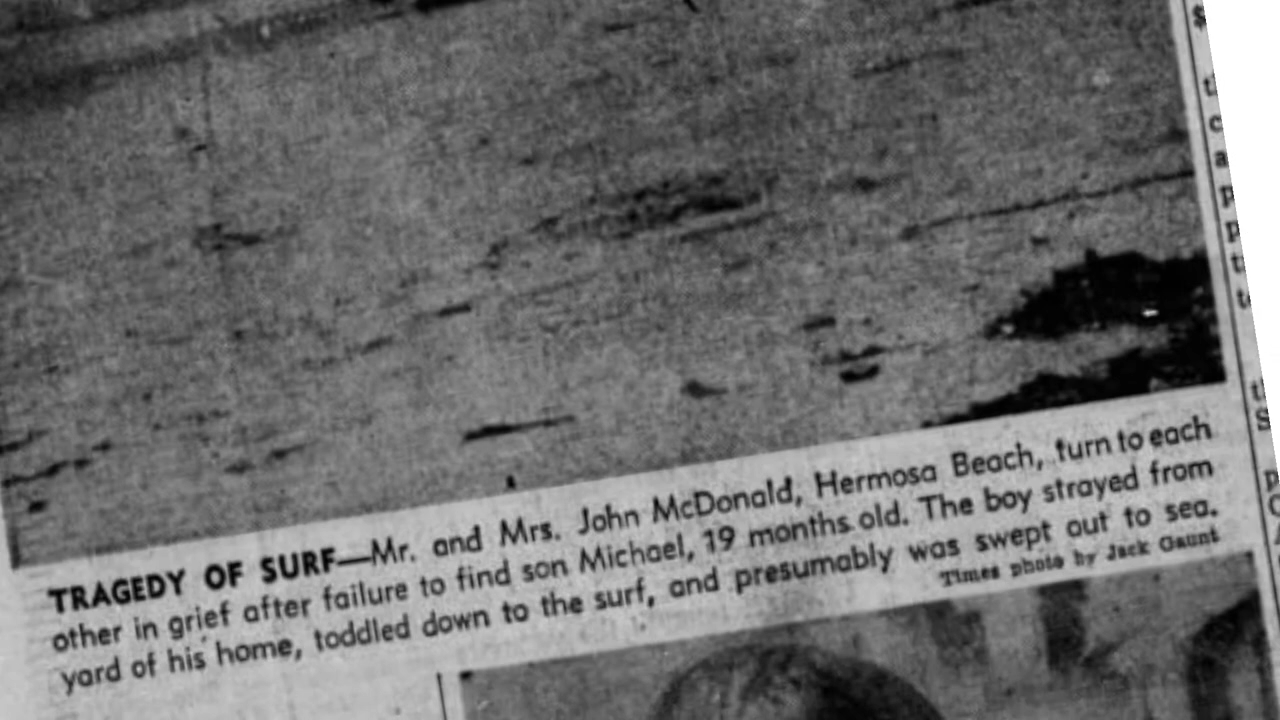 TRAGEDY OF SURF—Mr. and Mrs. John McDonald, Hermosa Beach, turn to each
other in grief after failure to find son Michael, 19 months old. The boy strayed from
yard of his home, toddled down to the surf, and presumably was swept out to sea.
Times photo by Jack Gaunt